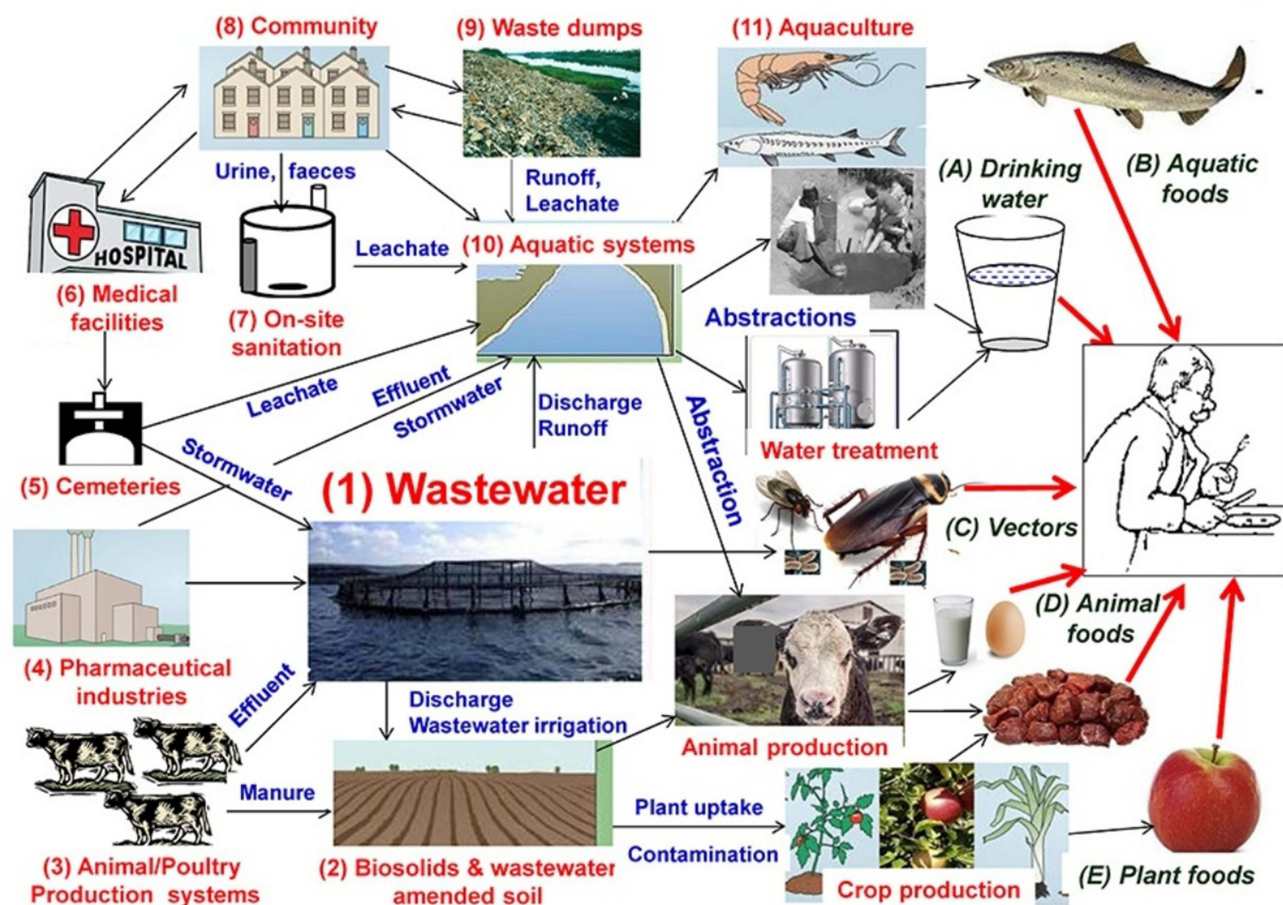 (8) Community
(9) Waste dumps
(11) Aquaculture
Urine, faeces
Runoff,
Leachate
(A) Drinking
water
(B) Aquatic
foods
HOSPITAL
Leachate
(10) Aquatic systems
(6) Medical
facilities
(7) On-site
sanitation
Abstractions
Leachate
Effluent
Stormwater
Discharge
Runoff
Abstraction
Water treatment
(5) Cemeteries
Stormwater
(1) Wastewater
(C) Vectors
(D) Animal
foods
(4) Pharmaceutical
industries
Effluent
Discharge
Wastewater irrigation
Animal production
Manure
Plant uptake
Contamination
(3) Animal/Poultry
Production systems
(2) Biosolids & wastewater
amended soil
Crop production
(E) Plant foods